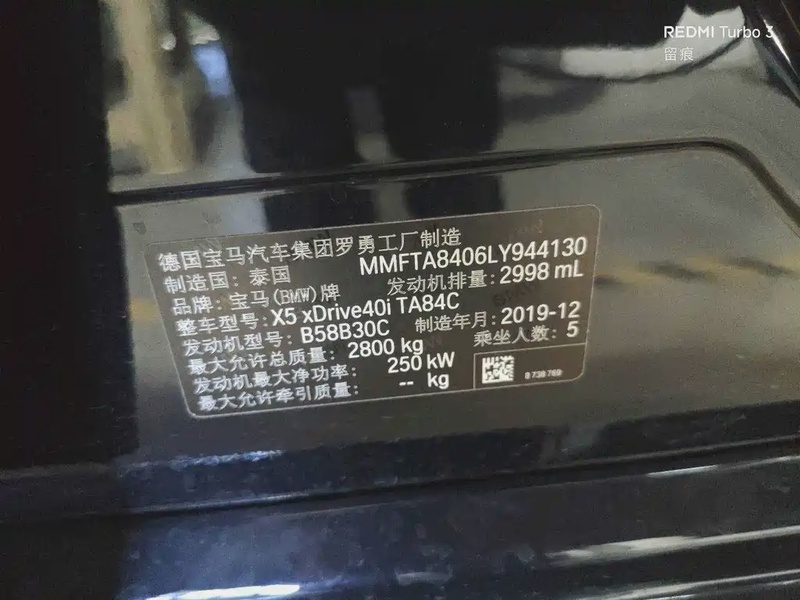 REDMI Turbo 3
留痕
德国宝马汽车集团罗勇工厂制造
制造国：泰国 MMFTA8406LY944130
品牌：宝马(BMW)牌 发动机排量：2998 mL
整车型号：X5 xDrive40i TA84C
发动机型号：B58B30C 制造年月：2019-12
最大允许总质量：2800 kg 乘坐人数：5
发动机最大净功率：250 kW
最大允许牵引质量：-- kg
8 738 769